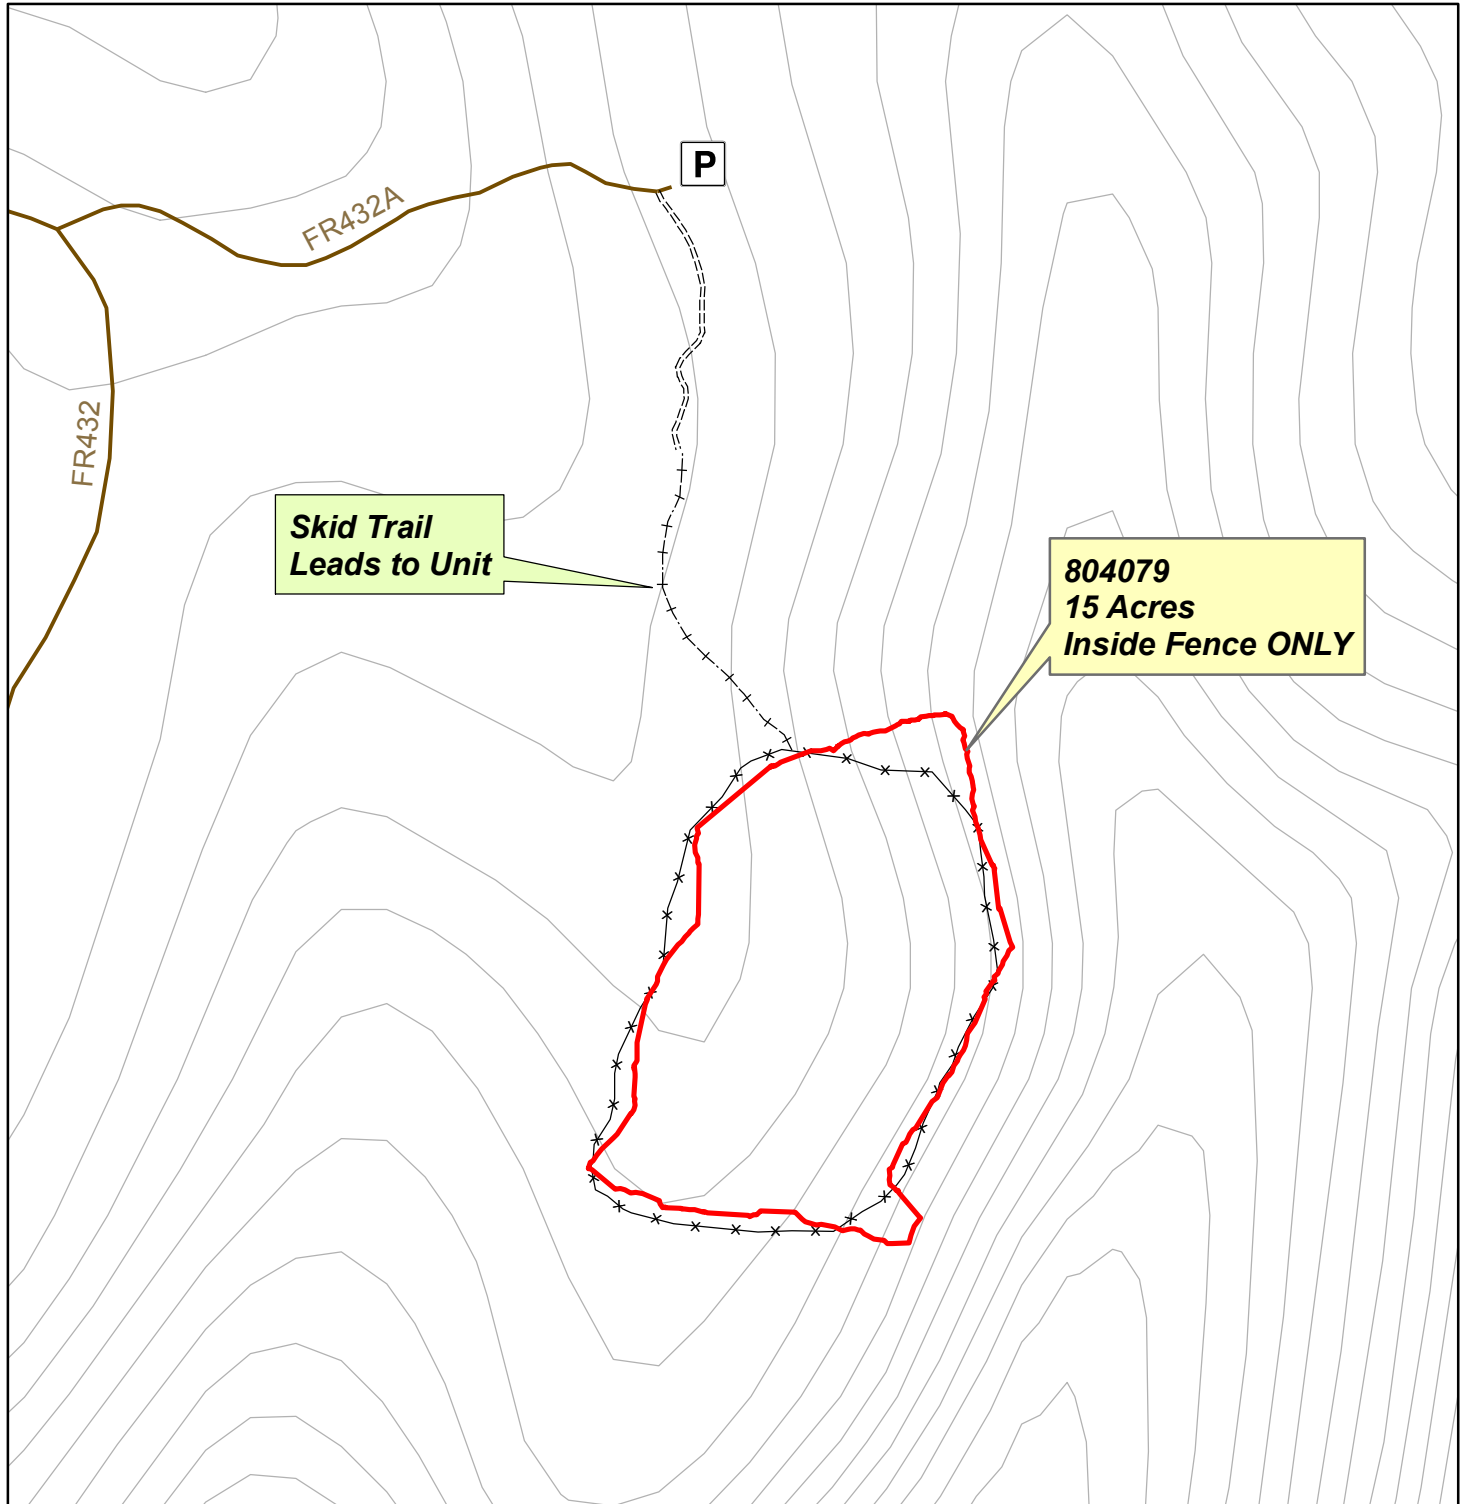 P
FR432A
FR432
Skid Trail
Leads to Unit
804079
15 Acres
Inside Fence ONLY